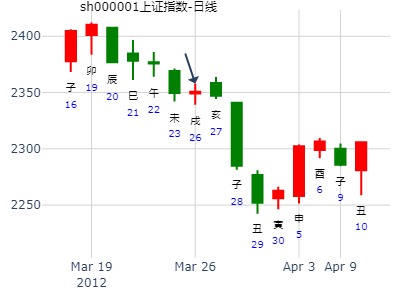 sh000001上证指数-日线
2400
2350
2300
2250
子
16
卯
19
辰
20
巳
21
午
22
未
23
戌
26
亥
27
子
28
丑
29
寅
30
申
5
酉
6
子
9
丑
10
Mar 19
2012
Mar 26
Apr 3
Apr 9